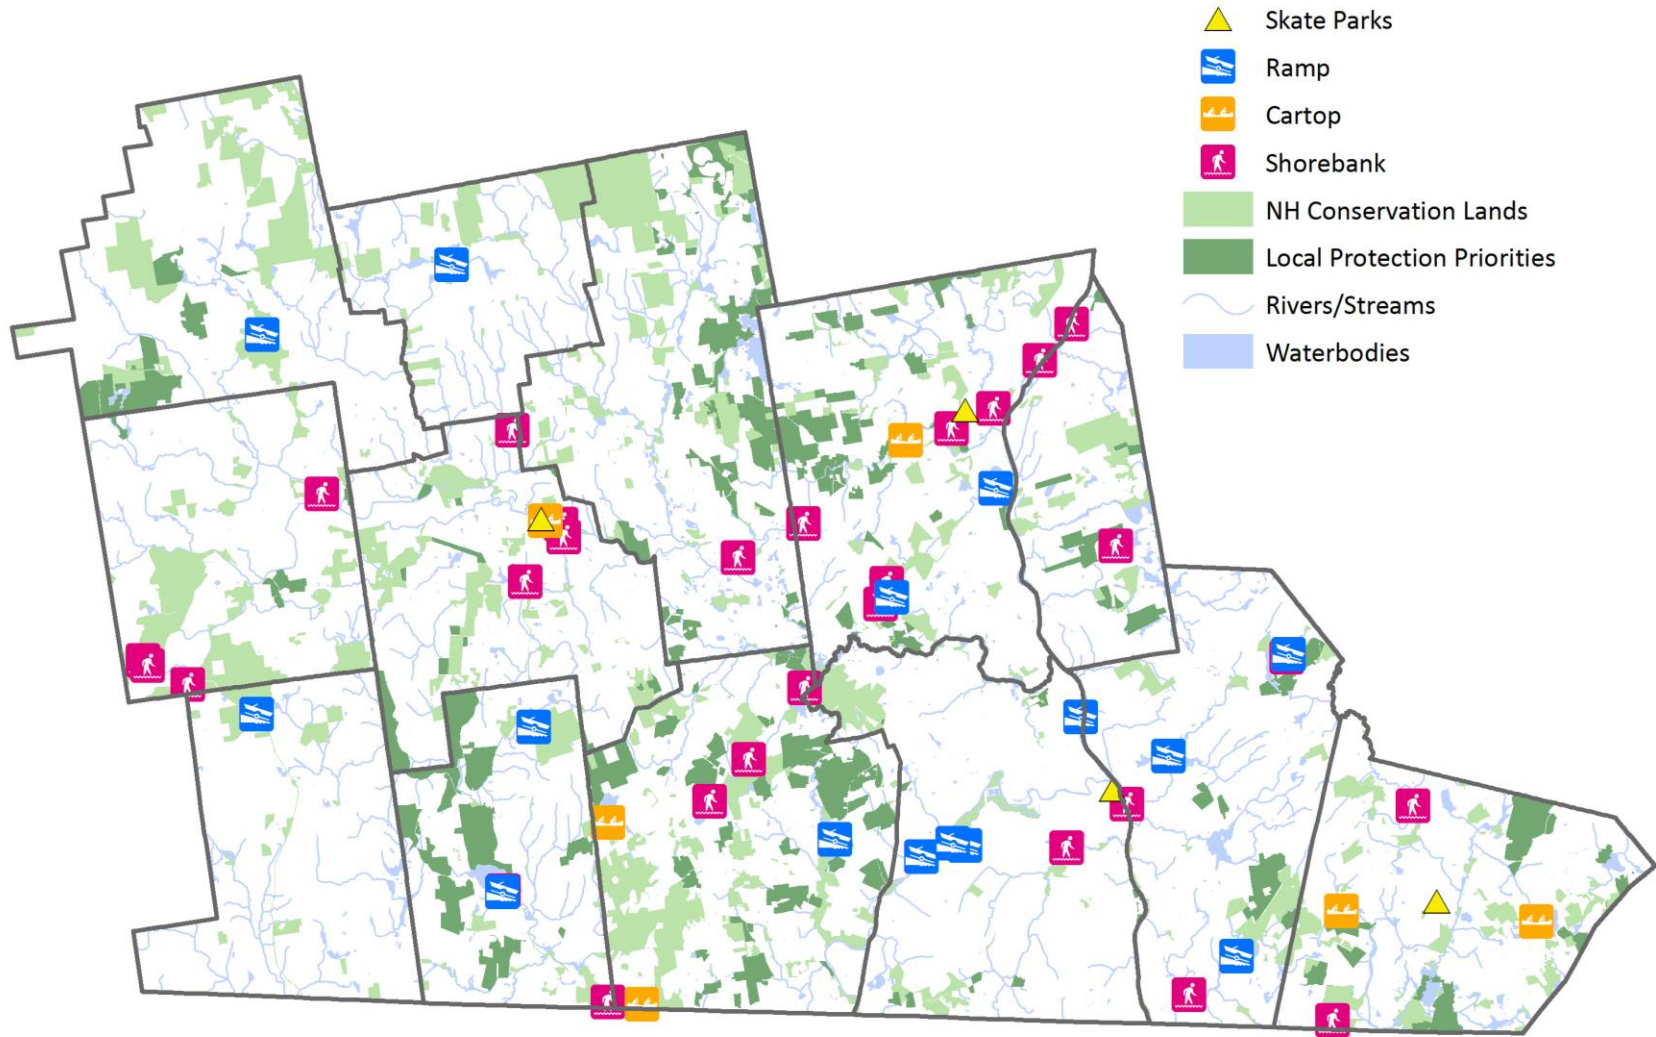 Skate Parks
Ramp
Cartop
Shorebank
NH Conservation Lands
Local Protection Priorities
Rivers/Streams
Waterbodies